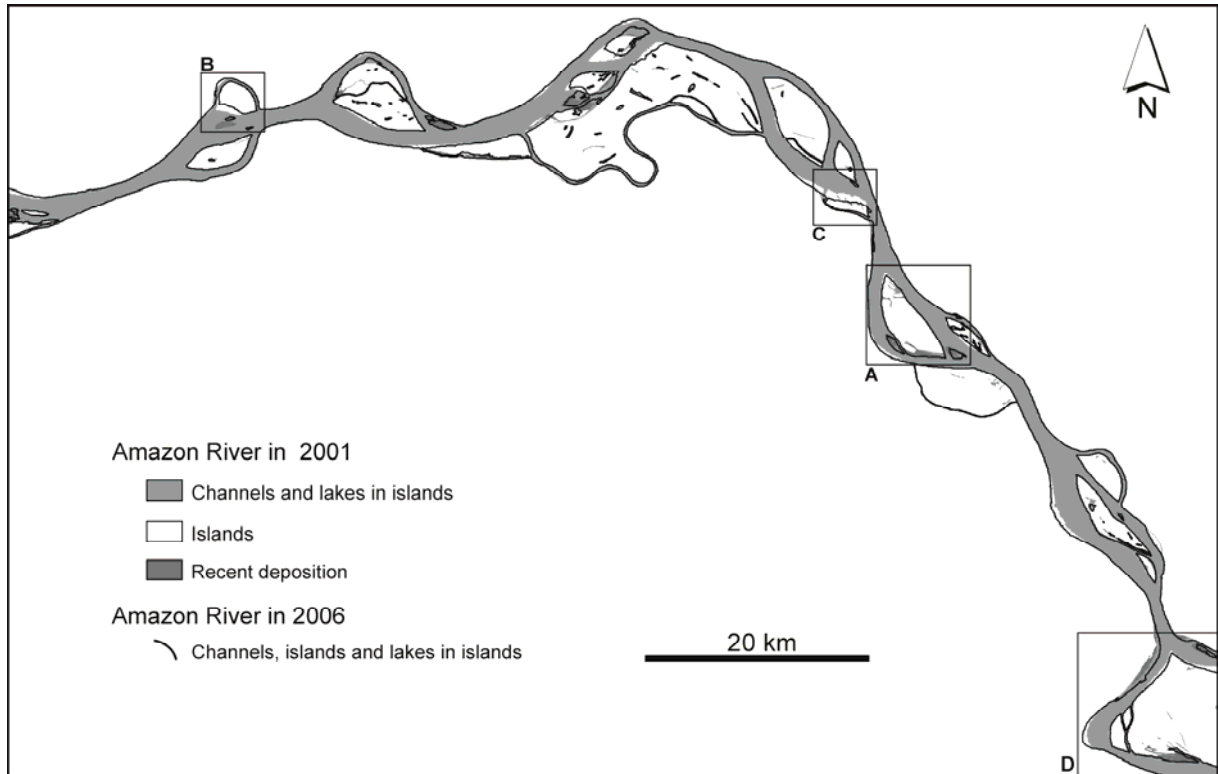 B
N
C
A
Amazon River in 2001
Channels and lakes in islands
Islands
Recent deposition
Amazon River in 2006
Channels, islands and lakes in islands
20 km
D